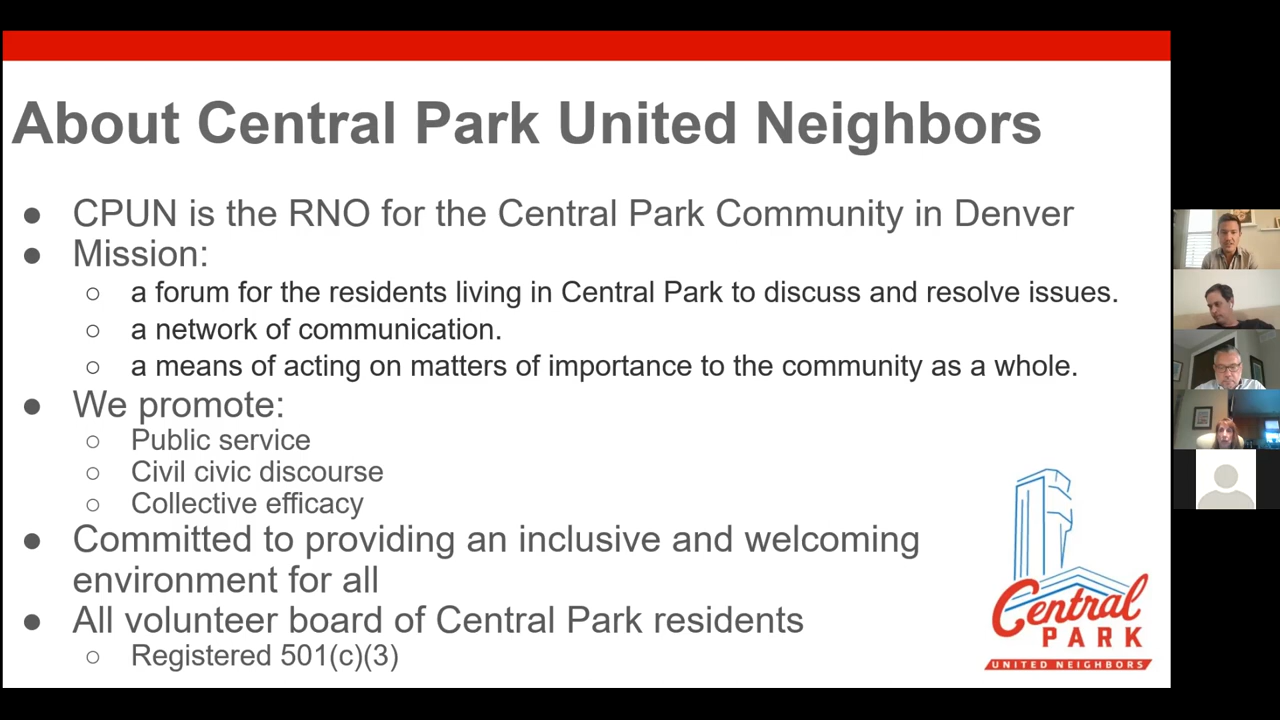 About Central Park United Neighbors
● CPUN is the RNO for the Central Park Community in Denver
● Mission:
○ a forum for the residents living in Central Park to discuss and resolve issues.
○ a network of communication.
○ a means of acting on matters of importance to the community as a whole.
● We promote:
○ Public service
○ Civil civic discourse
○ Collective efficacy
● Committed to providing an inclusive and welcoming
environment for all
● All volunteer board of Central Park residents
○ Registered 501(c)(3)
Central
PARK
UNITED NEIGHBORS